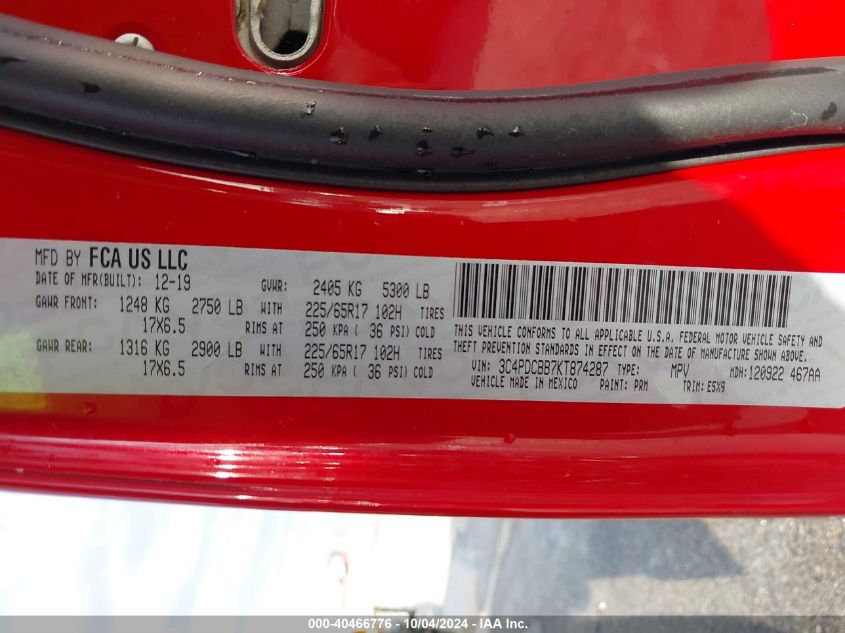 MFD BY FCA US LLC
DATE OF MFR(BUILT): 12-19 GVWR: 2405 KG 5300 LB
GAWR FRONT: 1248 KG 2750 LB WITH 225/65R17 102H TIRES
17X6.5 RIMS AT 250 KPA ( 36 PSI) COLD
GAWR REAR: 1316 KG 2900 LB WITH 225/65R17 102H TIRES
17X6.5 RIMS AT 250 KPA ( 36 PSI) COLD
THIS VEHICLE CONFORMS TO ALL APPLICABLE U.S.A. FEDERAL MOTOR VEHICLE SAFETY AND
THEFT PREVENTION STANDARDS IN EFFECT ON THE DATE OF MANUFACTURE SHOWN ABOVE.
VIN: 3C4PDCBB7KT874287 TYPE: MPV MDH: 120922 467AA
VEHICLE MADE IN MEXICO PAINT: PRM TRIM: E5X9
000-40466776 - 10/04/2024 - IAA Inc.